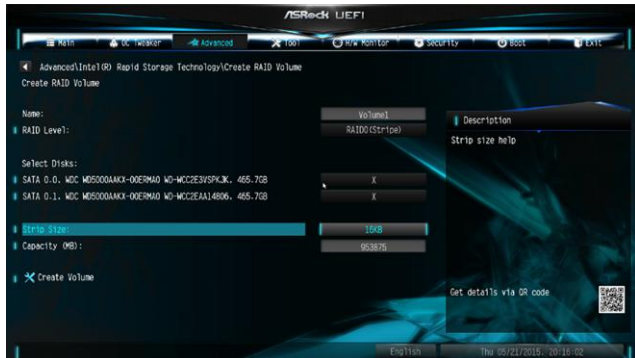 ASRock UEFI
Main OC Tweaker Advanced Tool H/W Monitor Security Boot Exit
Advanced\Intel(R) Rapid Storage Technology\Create RAID Volume
Create RAID Volume
Name: Volume1
RAID Level: RAID0(Stripe)
Select Disks:
SATA 0.0. WDC WD5000AAKX-00ERMA0 WD-WCC2E3VSPKJK. 465.7GB X
SATA 0.1. WDC WD5000AAKX-00ERMA0 WD-WCC2EAA14806. 465.7GB X
Strip Size: 16KB
Capacity (MB): 953875
Create Volume
Description
Strip size help
Get details via QR code
English Thu 05/21/2015. 20:16:02